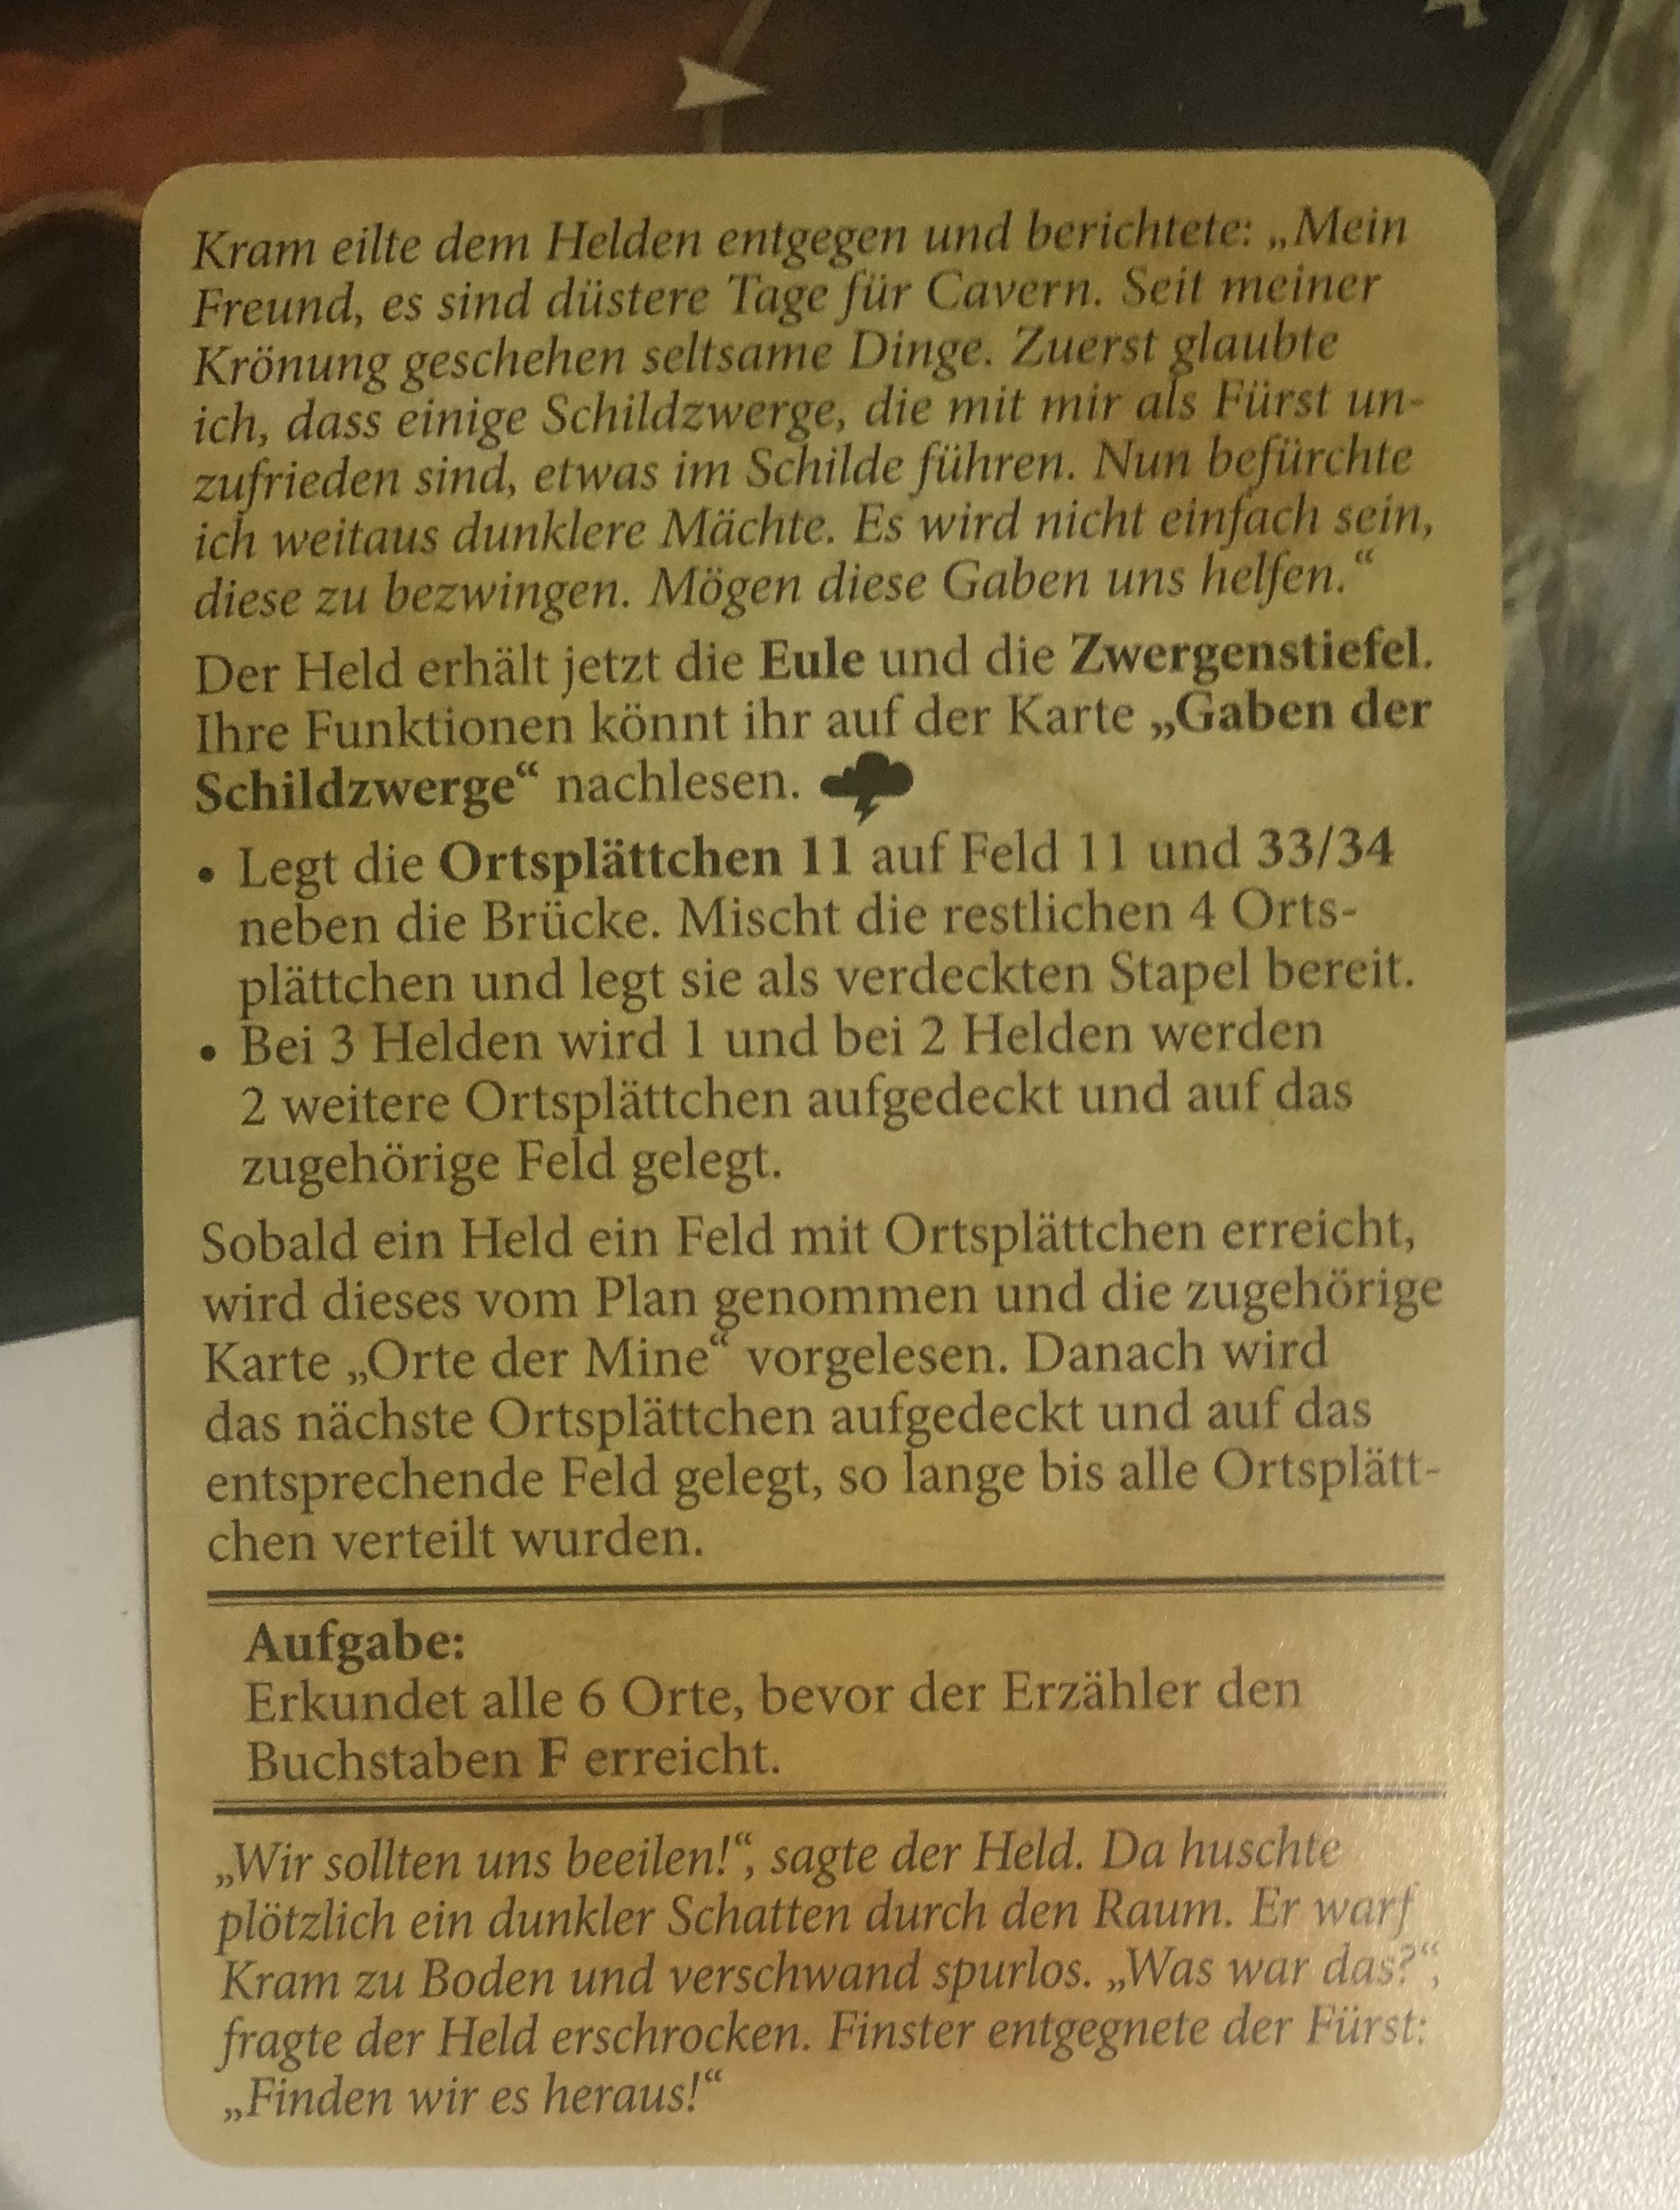 Kram eilte dem Helden entgegen und berichtete: „Mein
Freund, es sind düstere Tage für Cavern. Seit meiner
Krönung geschehen seltsame Dinge. Zuerst glaubte
ich, dass einige Schildzwerge, die mit mir als Fürst un-
zufrieden sind, etwas im Schilde führen. Nun befürchte
ich weitaus dunklere Mächte. Es wird nicht einfach sein,
diese zu bezwingen. Mögen diese Gaben uns helfen.“
Der Held erhält jetzt die Eule und die Zwergenstiefel.
Ihre Funktionen könnt ihr auf der Karte „Gaben der
Schildzwerge“ nachlesen.
• Legt die Ortsplättchen 11 auf Feld 11 und 33/34
neben die Brücke. Mischt die restlichen 4 Orts-
plättchen und legt sie als verdeckten Stapel bereit.
• Bei 3 Helden wird 1 und bei 2 Helden werden
2 weitere Ortsplättchen aufgedeckt und auf das
zugehörige Feld gelegt.
Sobald ein Held ein Feld mit Ortsplättchen erreicht,
wird dieses vom Plan genommen und die zugehörige
Karte „Orte der Mine“ vorgelesen. Danach wird
das nächste Ortsplättchen aufgedeckt und auf das
entsprechende Feld gelegt, so lange bis alle Ortsplätt-
chen verteilt wurden.
Aufgabe:
Erkundet alle 6 Orte, bevor der Erzähler den
Buchstaben F erreicht.
„Wir sollten uns beeilen!“, sagte der Held. Da huschte
plötzlich ein dunkler Schatten durch den Raum. Er warf
Kram zu Boden und verschwand spurlos. „Was war das?“,
fragte der Held erschrocken. Finster entgegnete der Fürst:
„Finden wir es heraus!“